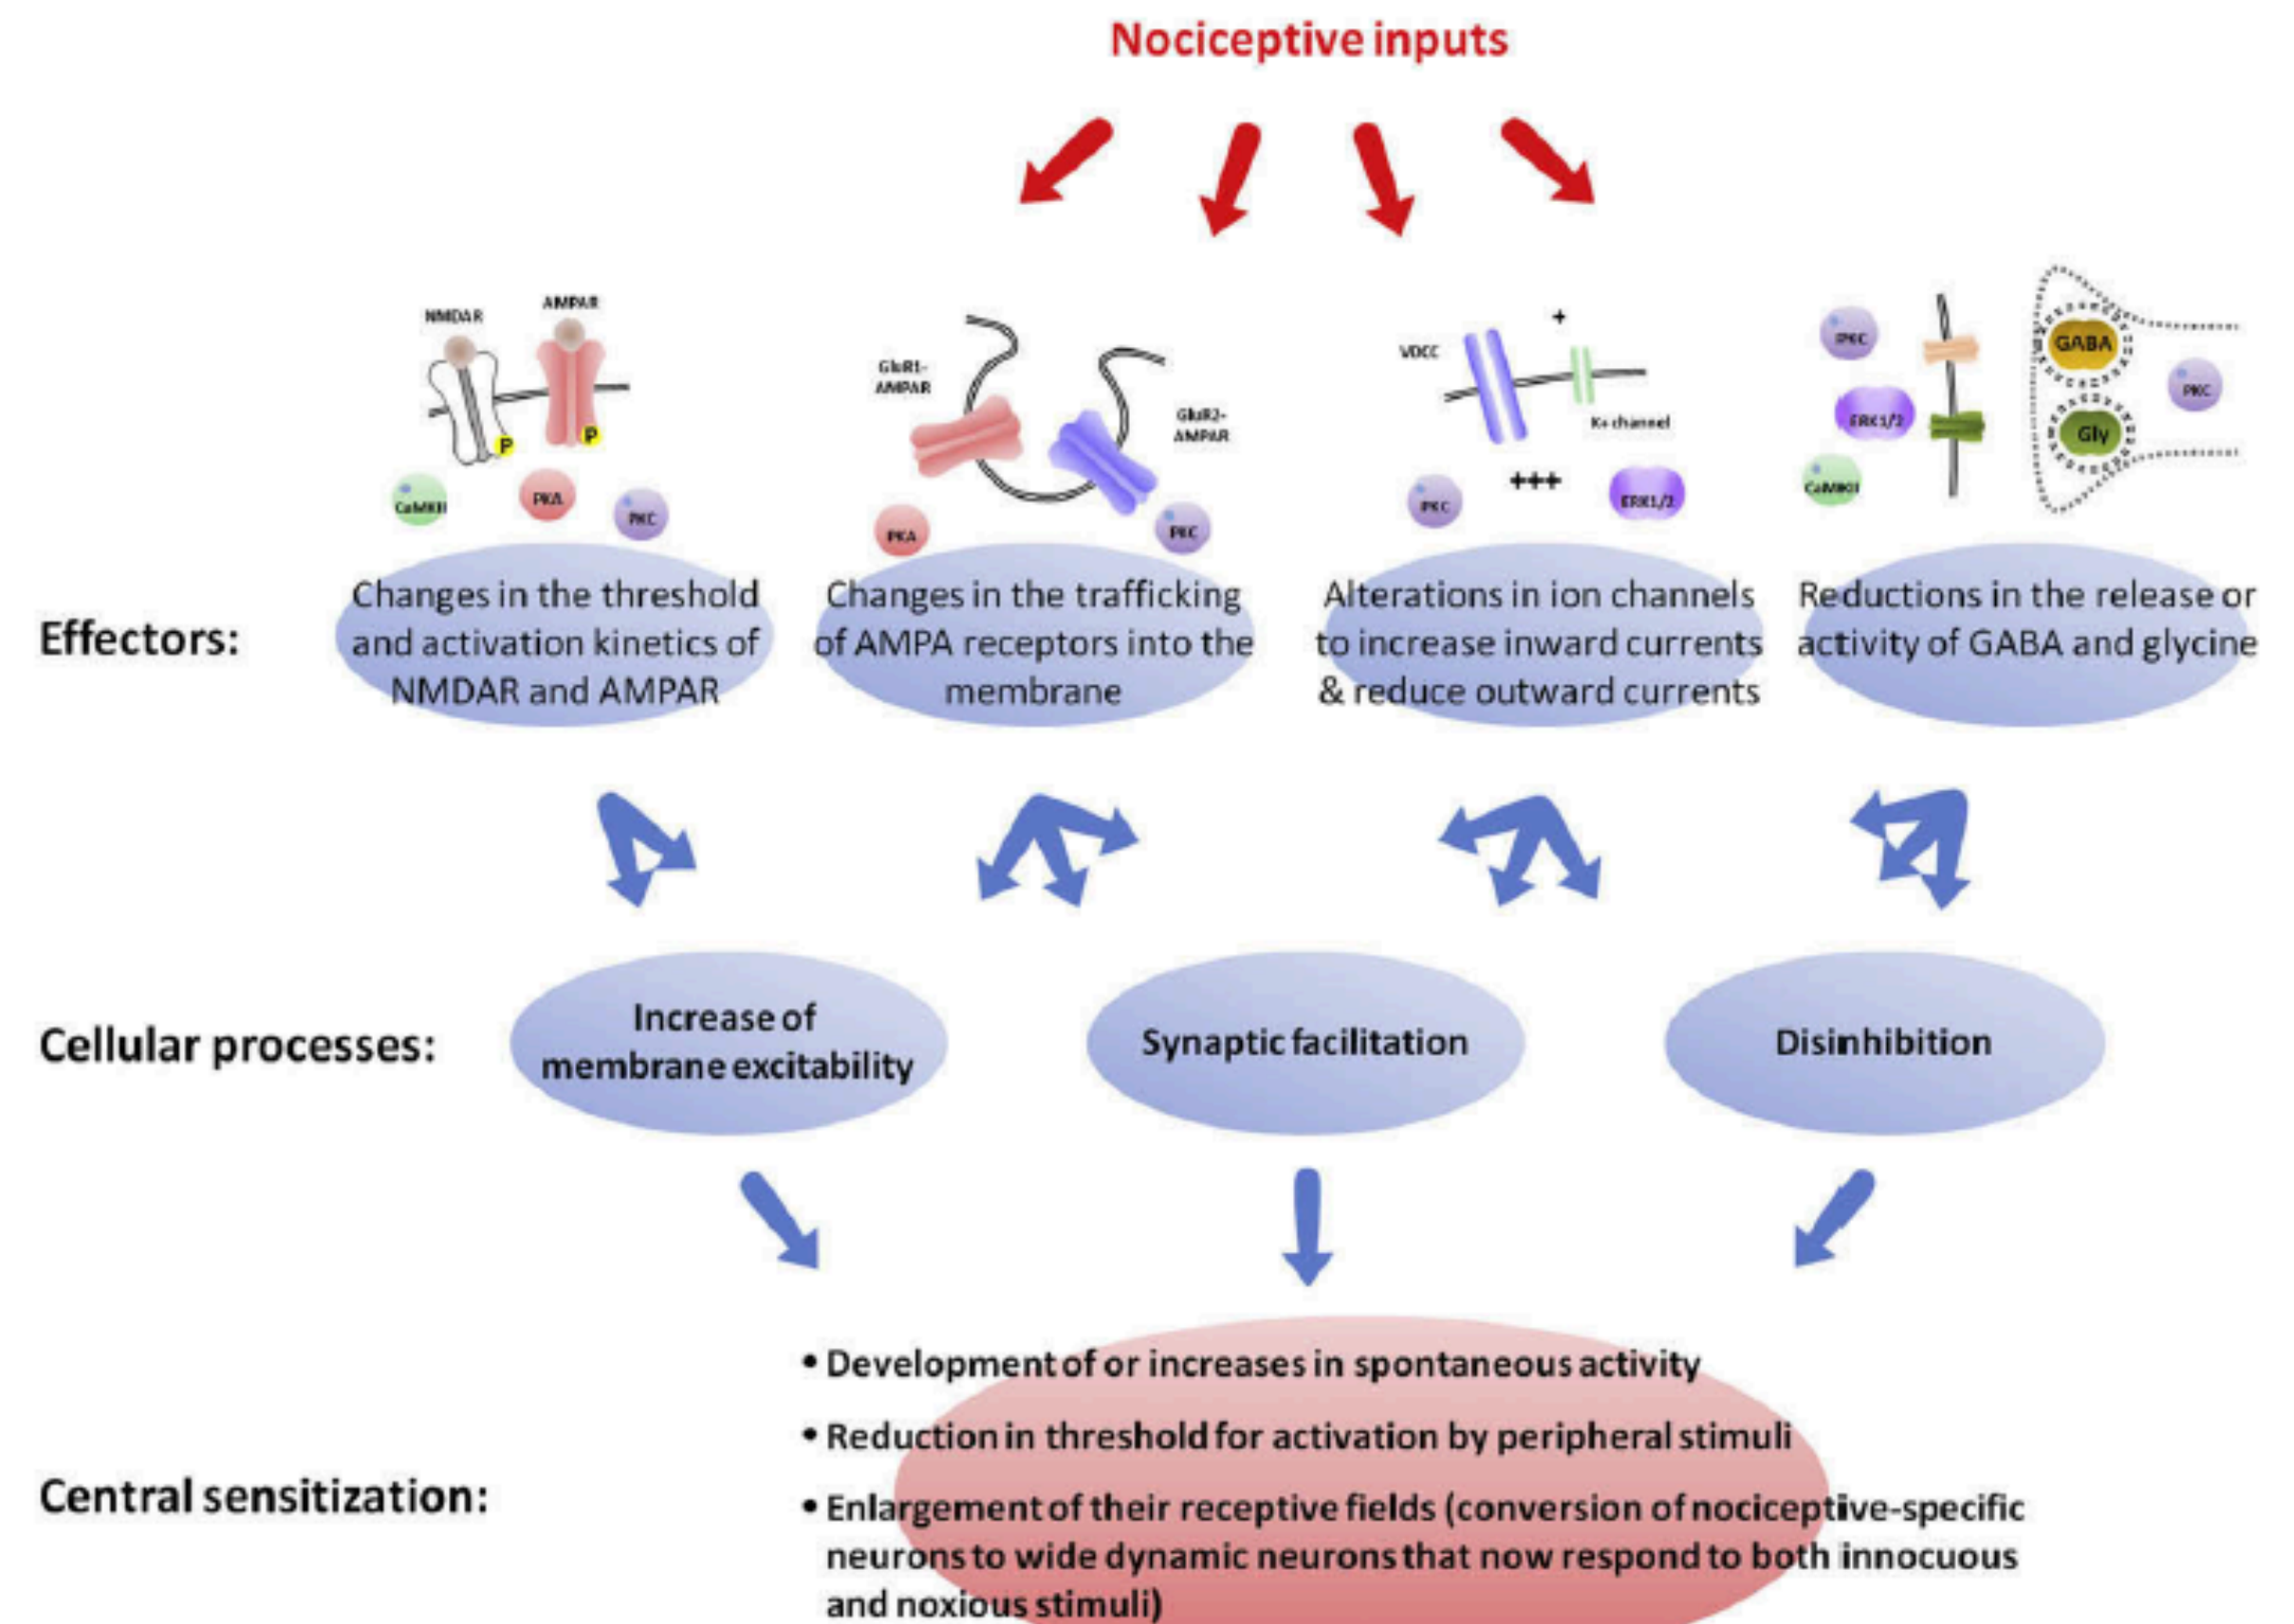 Nociceptive inputs
NMDAR
AMPAR
P
P
CaMKII
PKA
PKC
GluR1-
AMPAR
GluR2-
AMPAR
PKA
PKC
VDCC
+
K+ channel
+++
PKC
ERK1/2
PKC
ERK1/2
CaMKII
GABA
Gly
PKC
Effectors:
Changes in the threshold
and activation kinetics of
NMDAR and AMPAR
Changes in the trafficking
of AMPA receptors into the
membrane
Alterations in ion channels
to increase inward currents
& reduce outward currents
Reductions in the release or
activity of GABA and glycine
Cellular processes:
Increase of
membrane excitability
Synaptic facilitation
Disinhibition
Central sensitization:
• Development of or increases in spontaneous activity
• Reduction in threshold for activation by peripheral stimuli
• Enlargement of their receptive fields (conversion of nociceptive-specific
neurons to wide dynamic neurons that now respond to both innocuous
and noxious stimuli)